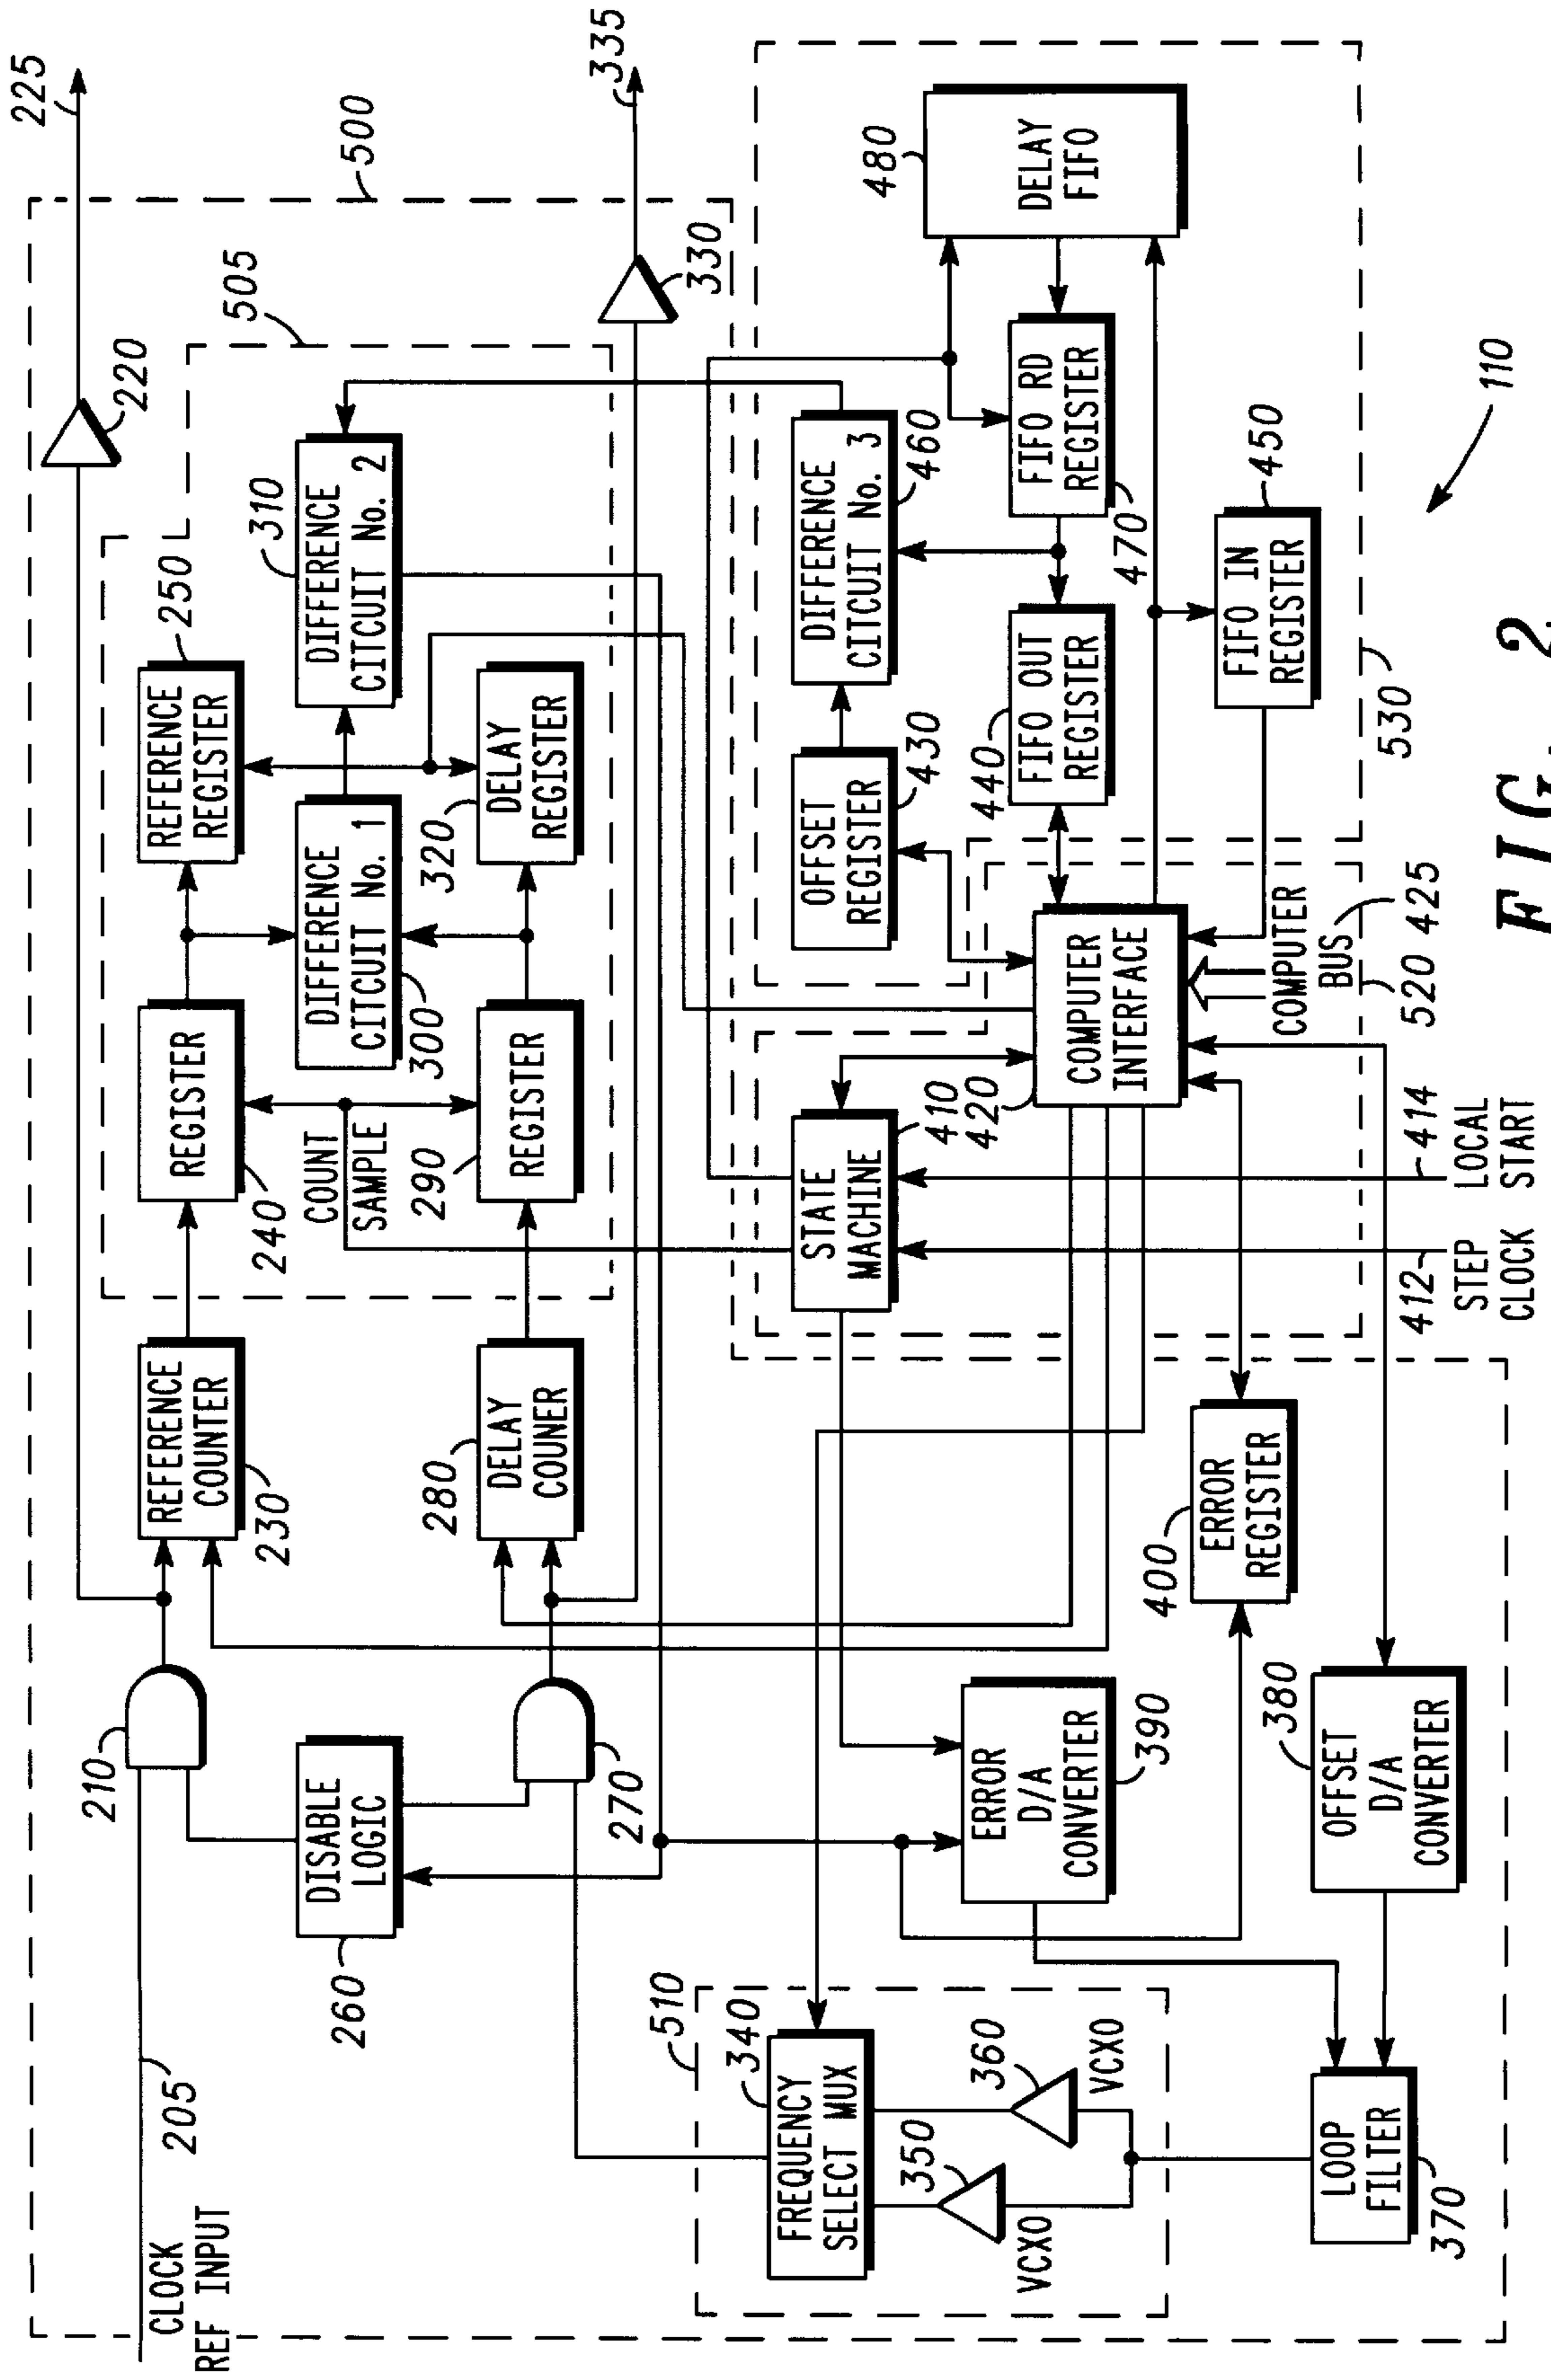 225
335
500
220
505
330
250
REFERENCE
REGISTER
310
DIFFERENCE
CITCUIT No. 2
240
REGISTER
DIFFERENCE
CITCUIT No. 1
300
320
DELAY
REGISTER
COUNT
SAMPLE
290
REGISTER
REFERENCE
COUNTER
230
280
DELAY
COUNER
210
DISABLE
LOGIC
260
270
205
CLOCK
REF INPUT
480
DELAY
FIFO
DIFFERENCE
CITCUIT No. 3
460
FIFO RD
REGISTER
470
OFFSET
REGISTER
430
440
FIFO OUT
REGISTER
450
FIFO IN
REGISTER
530
110
STATE
MACHINE
410
420
COMPUTER
INTERFACE
COMPUTER
BUS
425
520
414
LOCAL
START
412
STEP
CLOCK
400
ERROR
REGISTER
ERROR
D/A
CONVERTER
390
380
OFFSET
D/A
CONVERTER
510
340
FREQUENCY
SELECT MUX
350
360
VCXO
VCXO
LOOP
FILTER
370
FIG. 2.